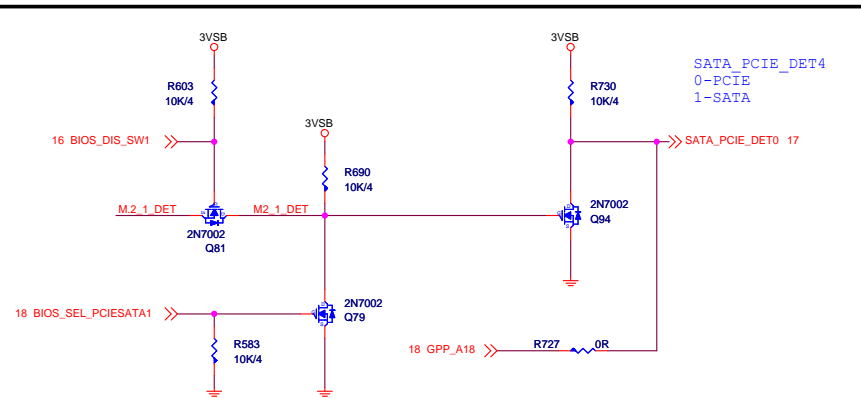 3VSB
3VSB
SATA_PCIE_DET4
0-PCIE
1-SATA
R603
10K/4
R730
10K/4
3VSB
16 BIOS_DIS_SW1
SATA_PCIE_DET0 17
R690
10K/4
M.2_1_DET
M2_1_DET
2N7002
Q94
2N7002
Q81
18 BIOS_SEL_PCIESATA1
2N7002
Q79
R583
10K/4
18 GPP_A18
R727
0R